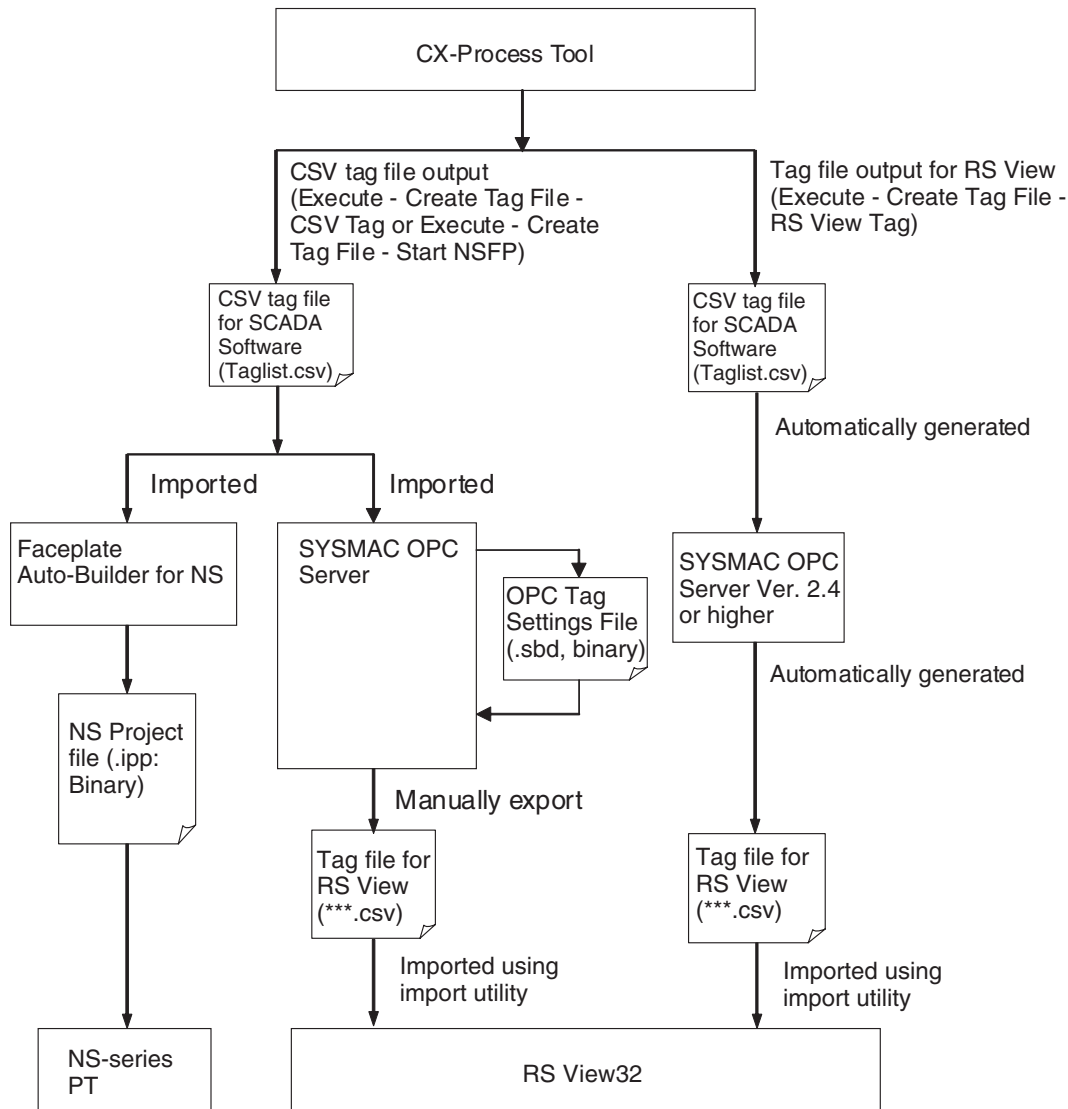 CX-Process Tool
CSV tag file output
(Execute - Create Tag File -
CSV Tag or Execute - Create
Tag File - Start NSFP)
Tag file output for RS View
(Execute - Create Tag File -
RS View Tag)
CSV tag file
for SCADA
Software
(Taglist.csv)
CSV tag file
for SCADA
Software
(Taglist.csv)
Automatically generated
Imported
Imported
Faceplate
Auto-Builder for NS
SYSMAC OPC
Server
OPC Tag
Settings File
(.sbd, binary)
SYSMAC OPC
Server Ver. 2.4
or higher
Automatically generated
NS Project
file (.ipp:
Binary)
Manually export
Tag file for
RS View
(***.csv)
Tag file for
RS View
(***.csv)
Imported using
import utility
Imported using
import utility
NS-series
PT
RS View32